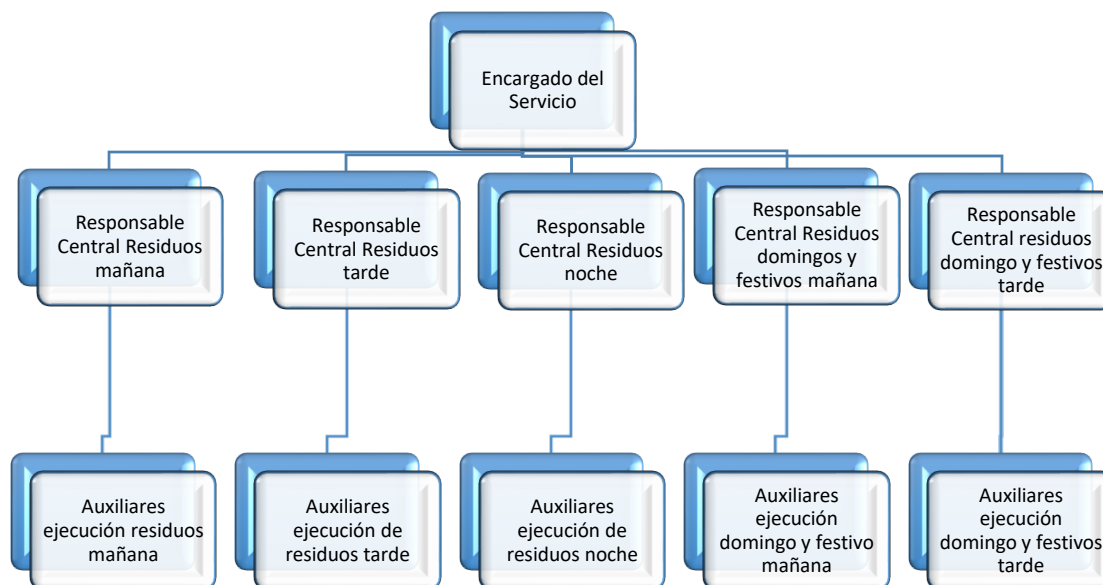 Encargado del
Servicio
Responsable
Central Residuos
mañana
Responsable
Central Residuos
tarde
Responsable
Central Residuos
noche
Responsable
Central Residuos
domingos y
festivos mañana
Responsable
Central residuos
domingo y festivos
tarde
Auxiliares
ejecución residuos
mañana
Auxiliares
ejecución de
residuos tarde
Auxiliares
ejecución de
residuos noche
Auxiliares
ejecución
domingo y festivo
mañana
Auxiliares
ejecución
domingo y festivos
tarde